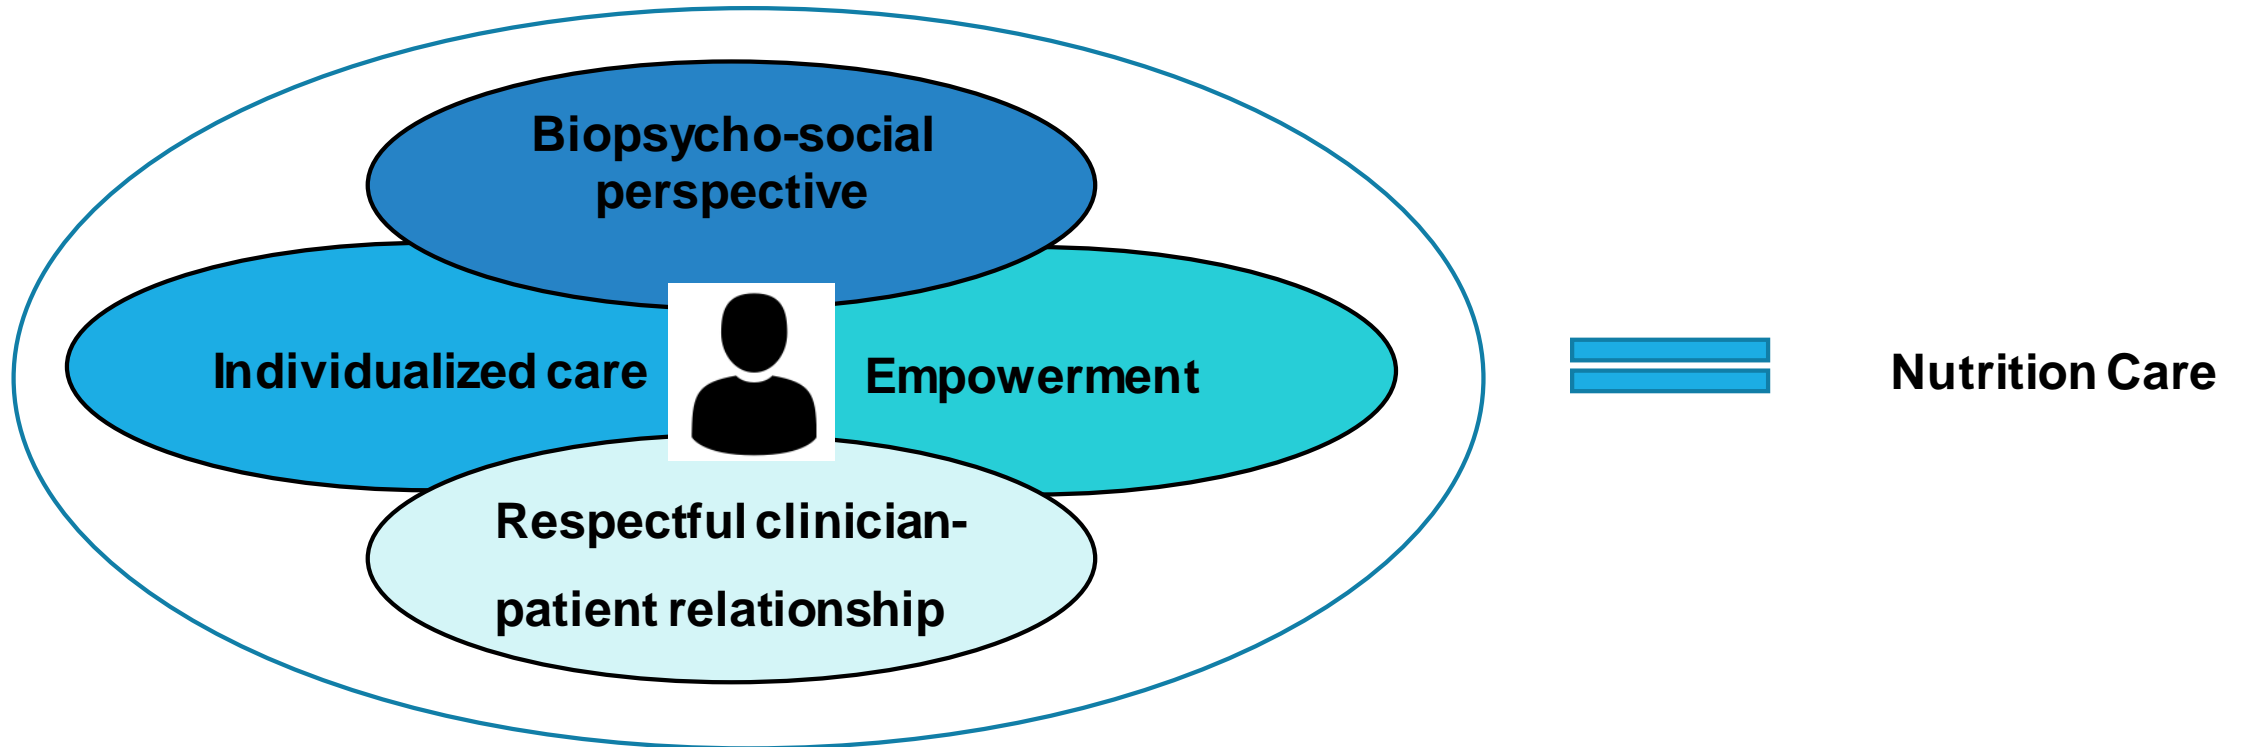 Biopsycho-social
perspective
Individualized care
Empowerment
Respectful clinician-
patient relationship
Nutrition Care